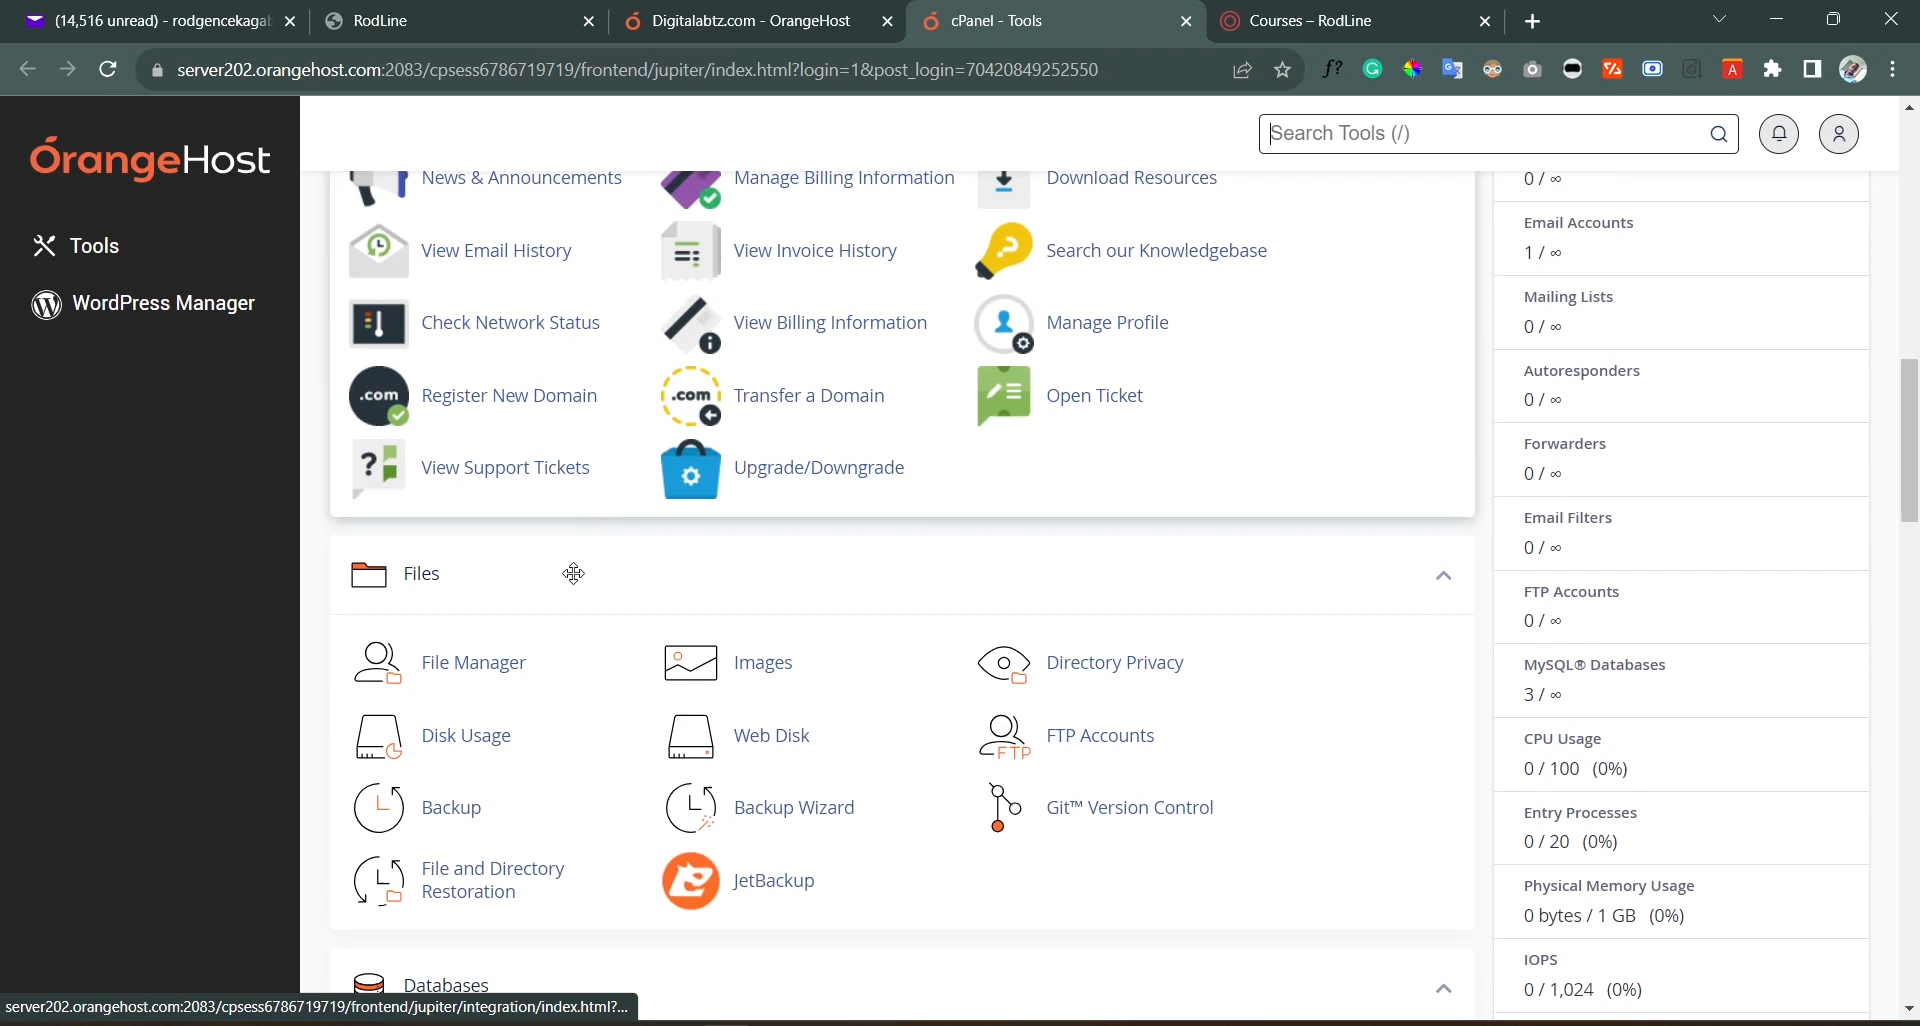 (14,516 unread) - rodgencekagab
RodLine
Digitalabtz.com - OrangeHost
cPanel - Tools
Courses – RodLine
server202.orangehost.com:2083/cpsess6786719719/frontend/jupiter/index.html?login=1&post_login=70420849252550
OrangeHost
Search Tools (/)
Tools
WordPress Manager
News & Announcements
Manage Billing Information
Download Resources
View Email History
View Invoice History
Search our Knowledgebase
Check Network Status
View Billing Information
Manage Profile
.com
Register New Domain
.com
Transfer a Domain
Open Ticket
View Support Tickets
Upgrade/Downgrade
Files
File Manager
Images
Directory Privacy
Disk Usage
Web Disk
FTP
FTP Accounts
Backup
Backup Wizard
Git™ Version Control
File and Directory
Restoration
JetBackup
Databases
0 / ∞
Email Accounts
1 / ∞
Mailing Lists
0 / ∞
Autoresponders
0 / ∞
Forwarders
0 / ∞
Email Filters
0 / ∞
FTP Accounts
0 / ∞
MySQL® Databases
3 / ∞
CPU Usage
0 / 100 (0%)
Entry Processes
0 / 20 (0%)
Physical Memory Usage
0 bytes / 1 GB (0%)
IOPS
0 / 1,024 (0%)
server202.orangehost.com:2083/cpsess6786719719/frontend/jupiter/integration/index.html?...